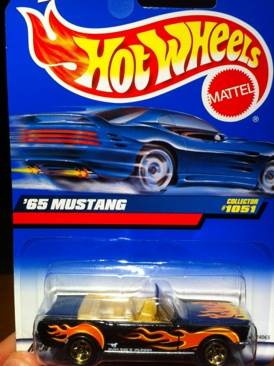 HOT WHEELS
MATTEL
'65 MUSTANG
COLLECTOR
#1051